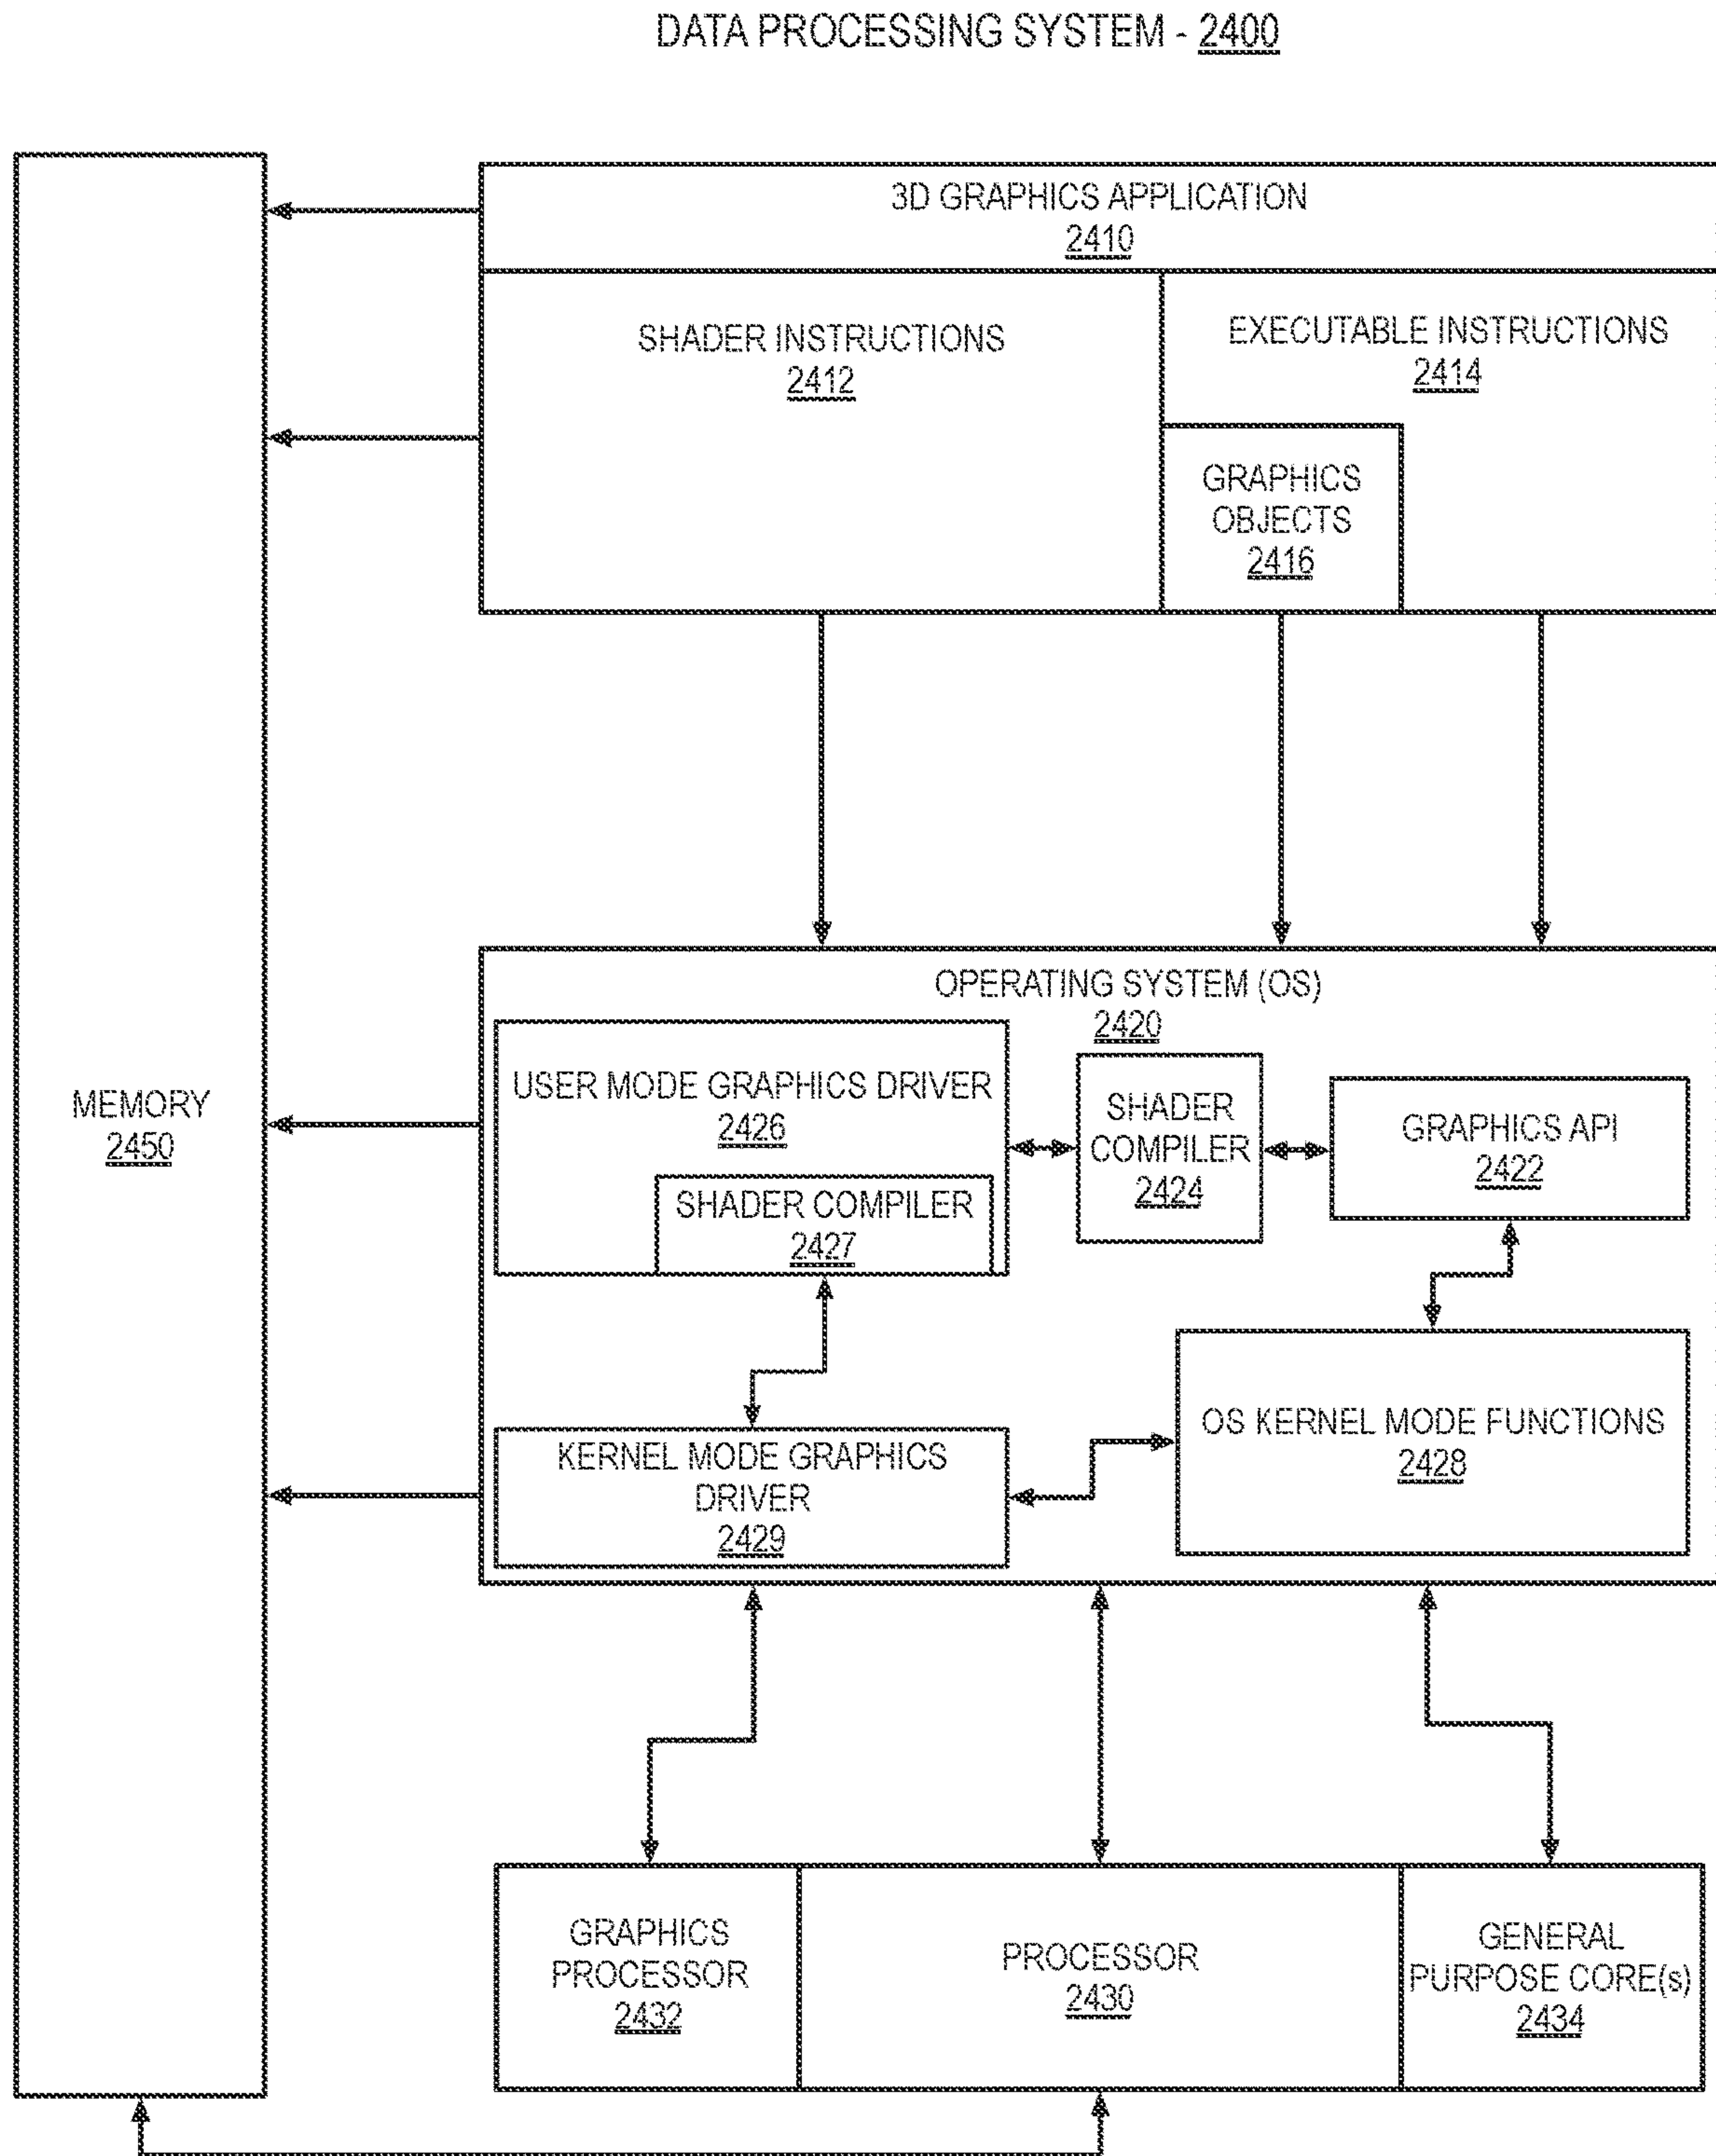 DATA PROCESSING SYSTEM - 2400
3D GRAPHICS APPLICATION
2410
SHADER INSTRUCTIONS
2412
EXECUTABLE INSTRUCTIONS
2414
GRAPHICS
OBJECTS
2416
MEMORY
2450
OPERATING SYSTEM (OS)
2420
USER MODE GRAPHICS DRIVER
2426
SHADER COMPILER
2427
SHADER
COMPILER
2424
GRAPHICS API
2422
KERNEL MODE GRAPHICS
DRIVER
2429
OS KERNEL MODE FUNCTIONS
2428
GRAPHICS
PROCESSOR
2432
PROCESSOR
2430
GENERAL
PURPOSE CORE(s)
2434